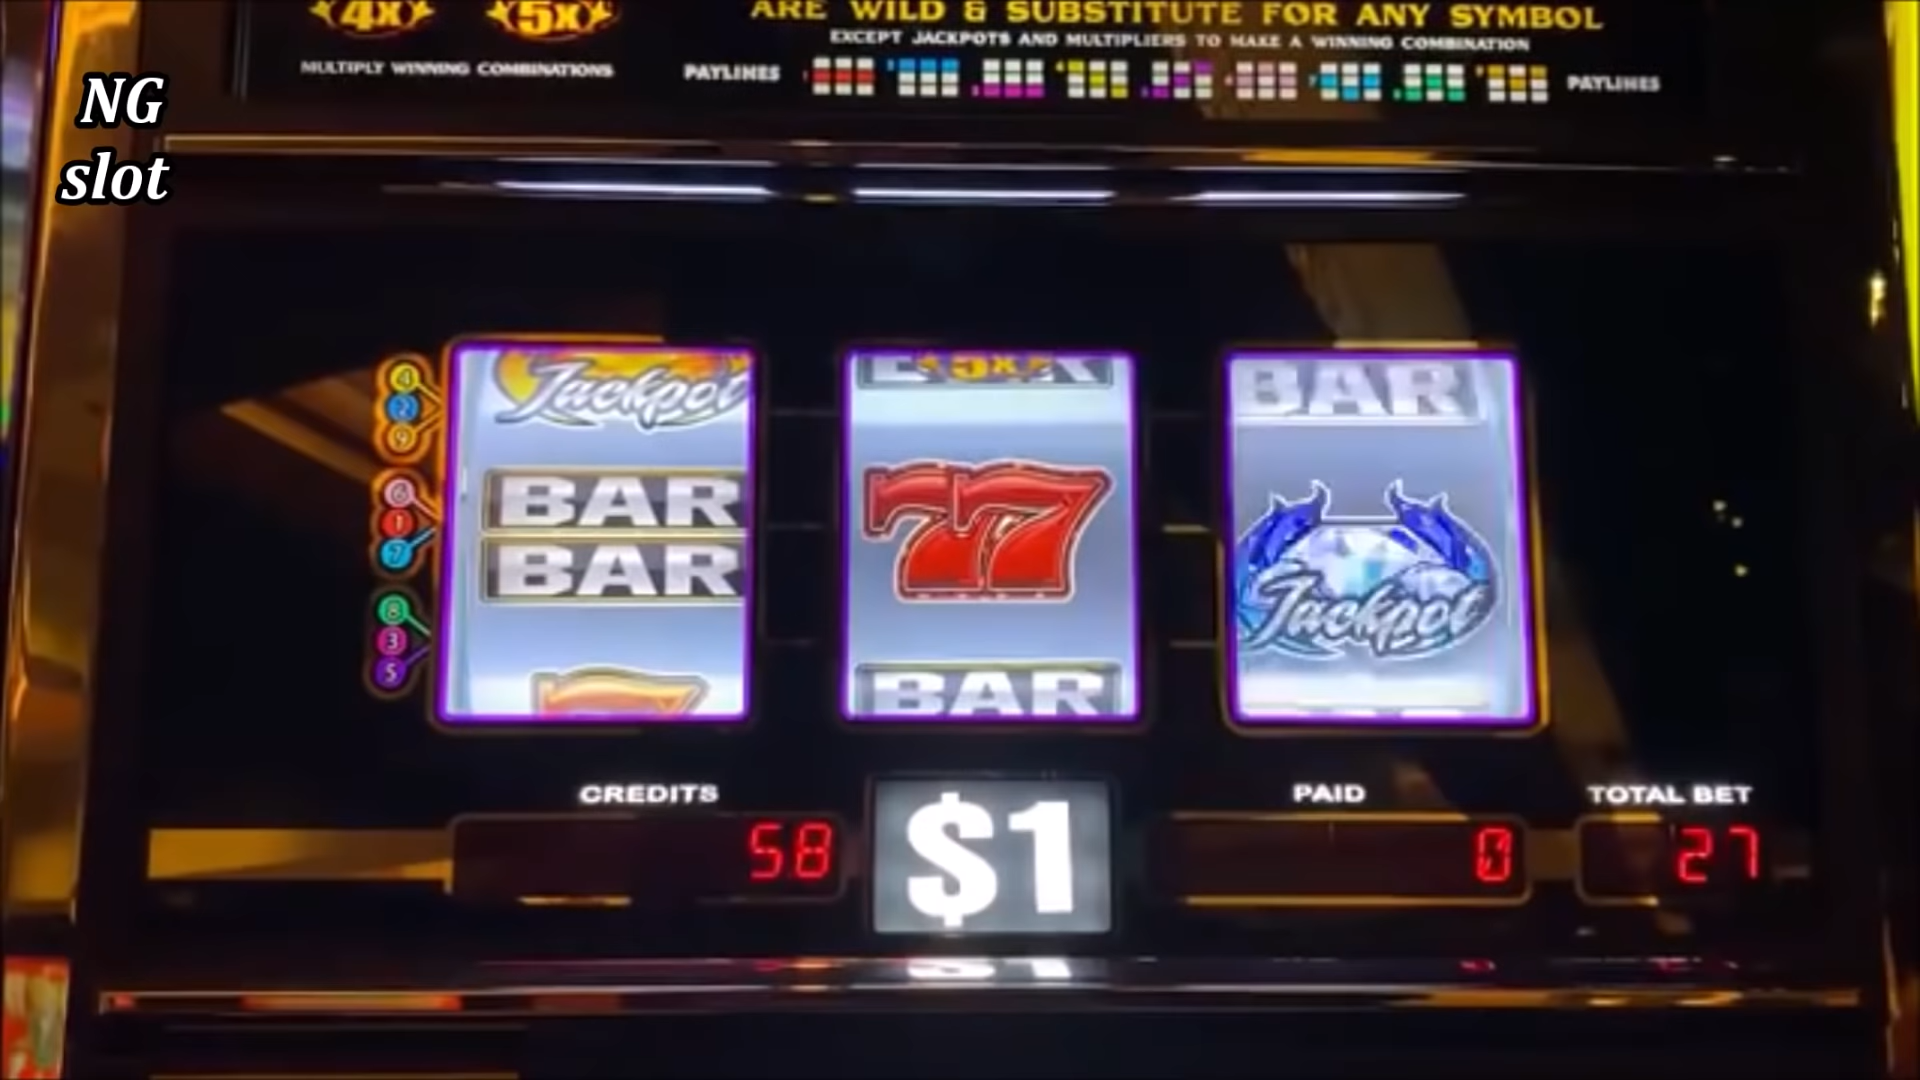 4X 5X
ARE WILD & SUBSTITUTE FOR ANY SYMBOL
EXCEPT JACKPOTS AND MULTIPLIERS TO MAKE A WINNING COMBINATION
MULTIPLY WINNING COMBINATIONS
PAYLINES PAYLINES
NG
slot
4
2
9
6
1
7
8
3
5
Jackpot
BAR
BAR
5X
77
BAR
BAR
Jackpot
CREDITS
58
$1
PAID
0
TOTAL BET
27